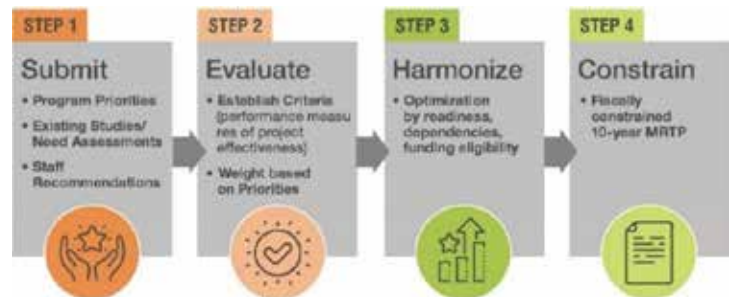 STEP 1
Submit
• Program Priorities
• Existing Studies/
Need Assessments
• Staff
Recommendations
STEP 2
Evaluate
• Establish Criteria
(performance measu
res of project
effectiveness)
• Weight based
on Priorities
STEP 3
Harmonize
• Optimization
by readiness,
dependencies,
funding eligibility
STEP 4
Constrain
• Fiscally
constrained
10-year MRTP